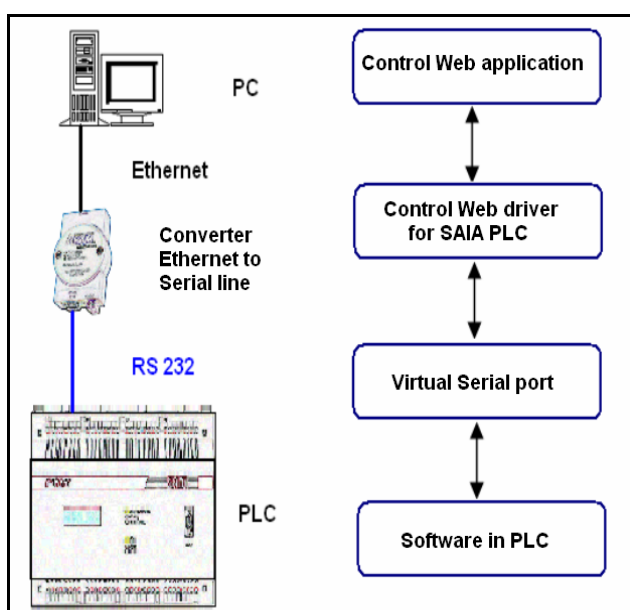 PC
Ethernet
Converter
Ethernet to
Serial line
RS 232
PLC
Control Web application
Control Web driver
for SAIA PLC
Virtual Serial port
Software in PLC